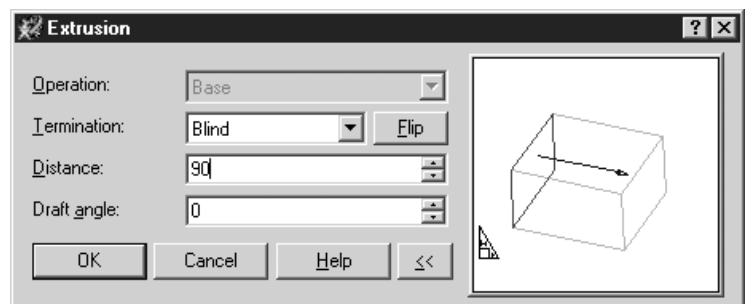 Extrusion
Operation: Base
Termination: Blind Flip
Distance: 90
Draft angle: 0
OK Cancel Help <<